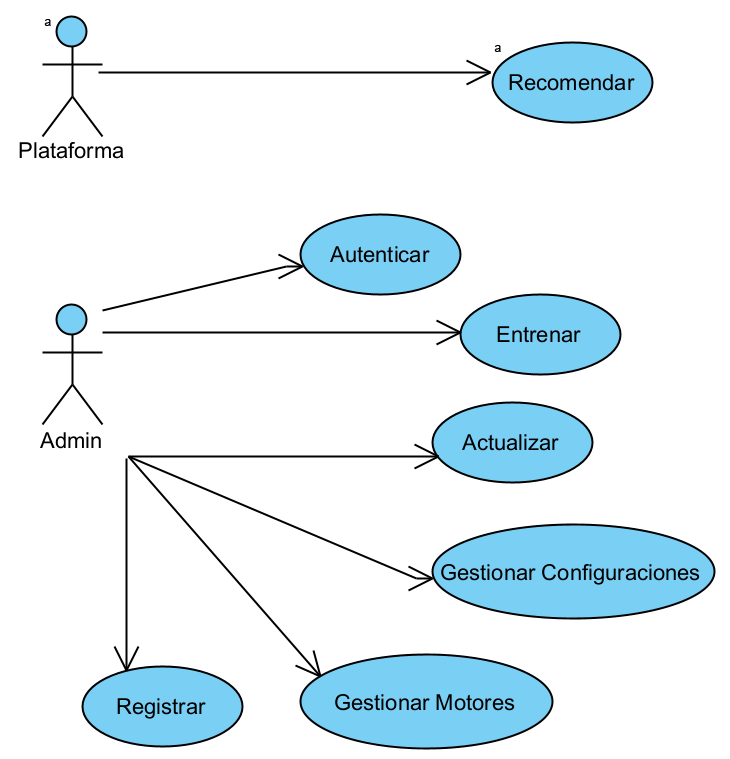 a
a
Recomendar
Plataforma
Autenticar
Entrenar
Admin
Actualizar
Gestionar Configuraciones
Registrar
Gestionar Motores